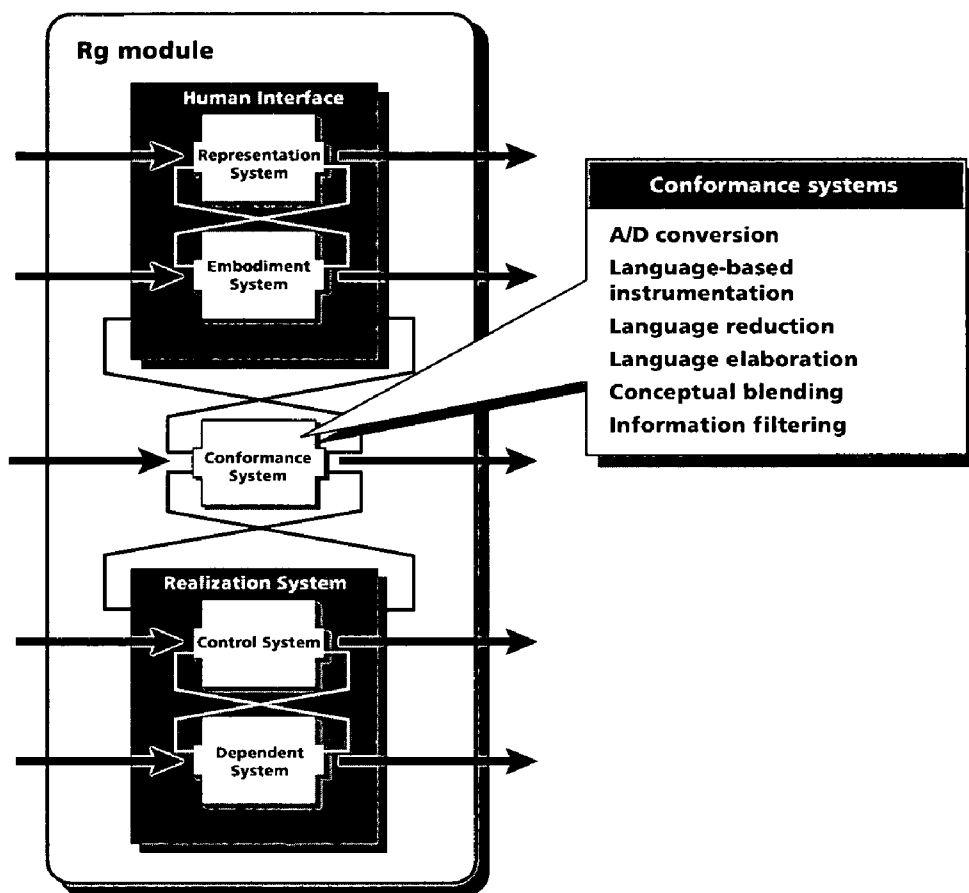 Rg module
Human Interface
Representation
System
Embodiment
System
Conformance
System
Realization System
Control System
Dependent
System
Conformance systems
A/D conversion
Language-based
instrumentation
Language reduction
Language elaboration
Conceptual blending
Information filtering